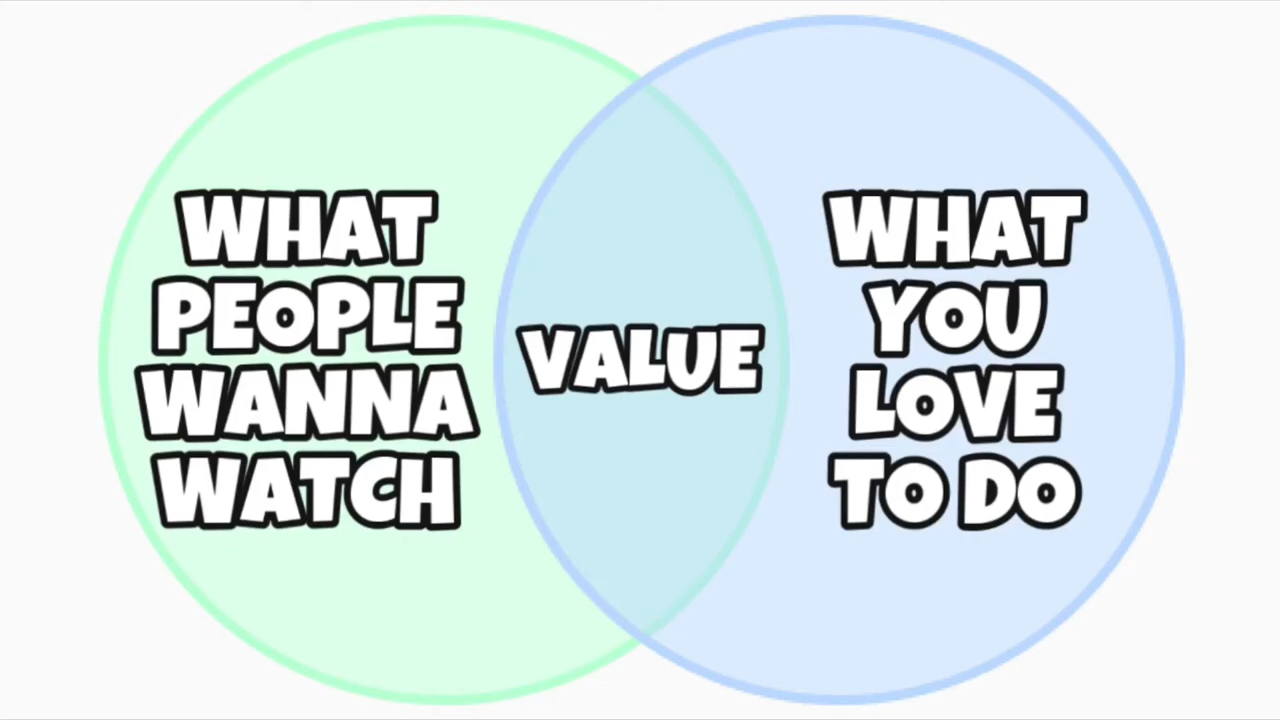 WHAT
PEOPLE
WANNA
WATCH
VALUE
WHAT
YOU
LOVE
TO DO